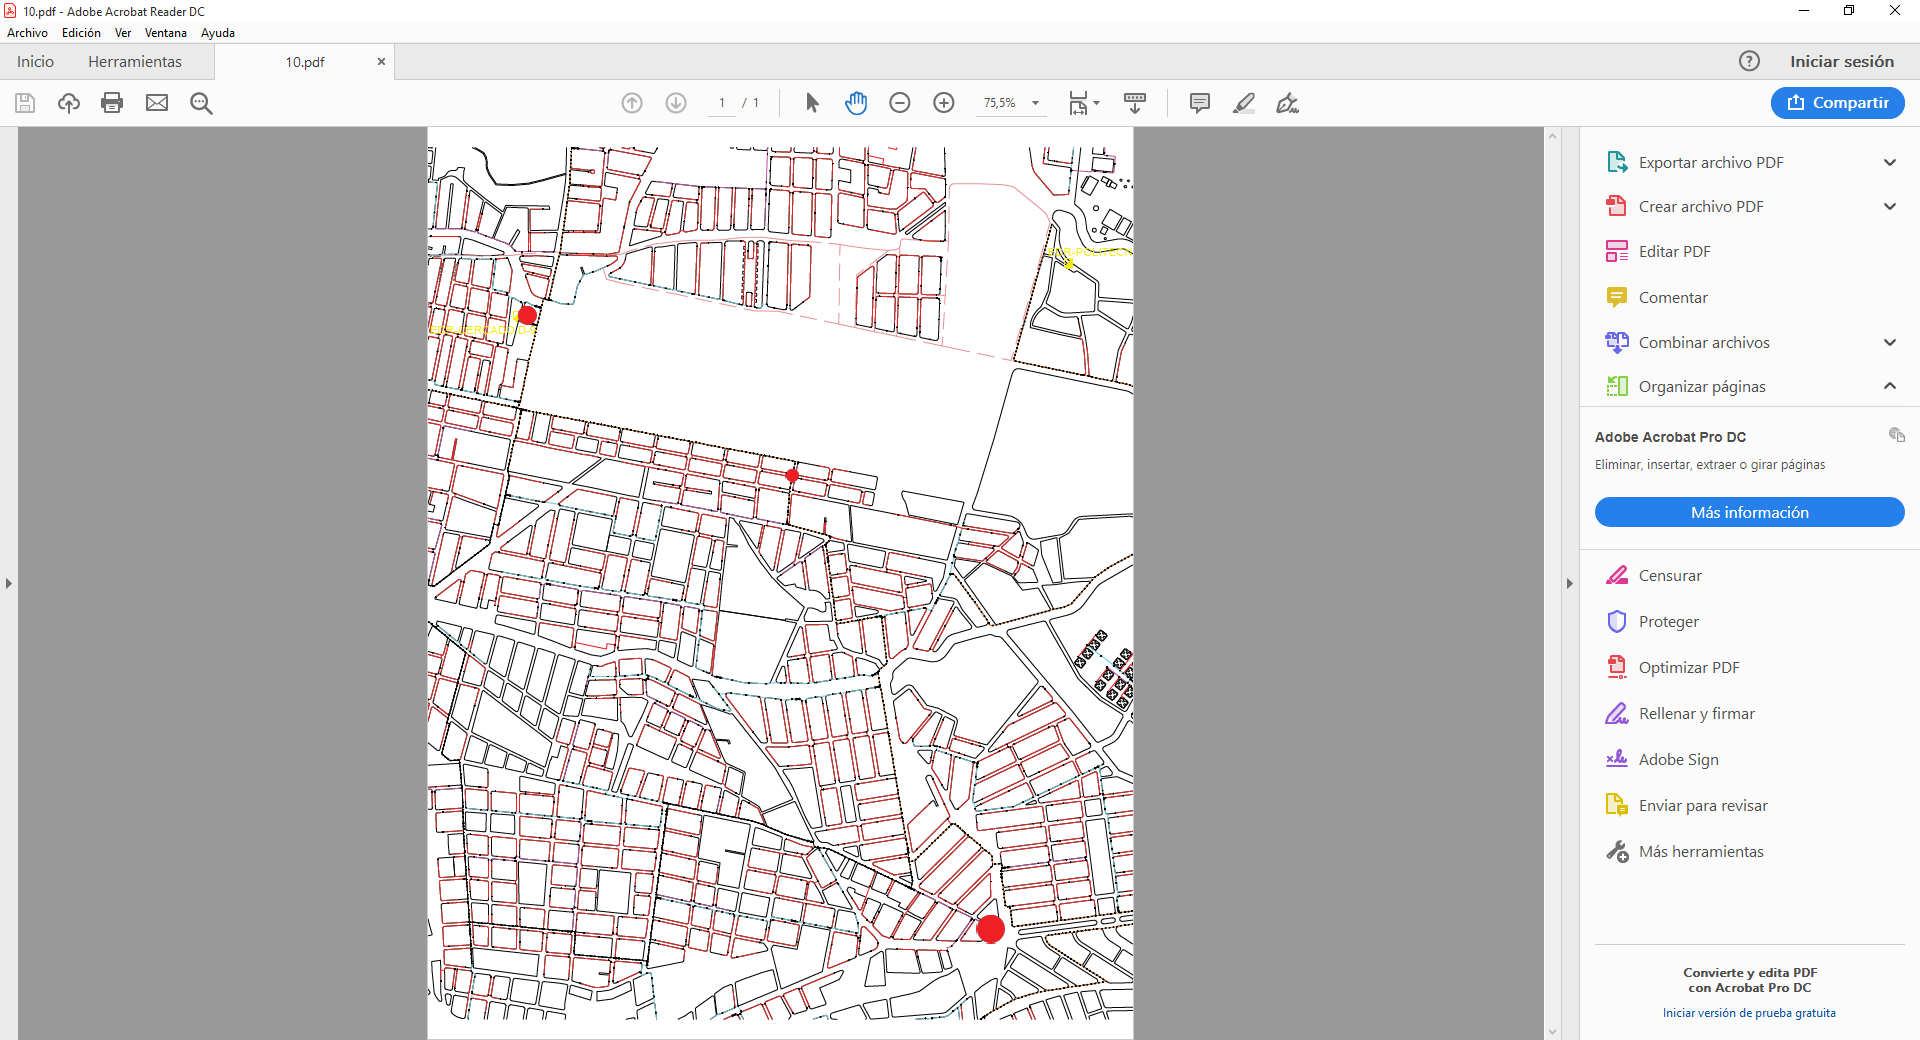 10.pdf - Adobe Acrobat Reader DC
Archivo Edición Ver Ventana Ayuda
Inicio Herramientas 10.pdf × ? Iniciar sesión
1 / 1 75,5% Compartir
Exportar archivo PDF
Crear archivo PDF
Editar PDF
Comentar
Combinar archivos
Organizar páginas
Adobe Acrobat Pro DC
Eliminar, insertar, extraer o girar páginas
Más información
Censurar
Proteger
Optimizar PDF
Rellenar y firmar
Adobe Sign
Enviar para revisar
Más herramientas
Convierte y edita PDF
con Acrobat Pro DC
Iniciar versión de prueba gratuita